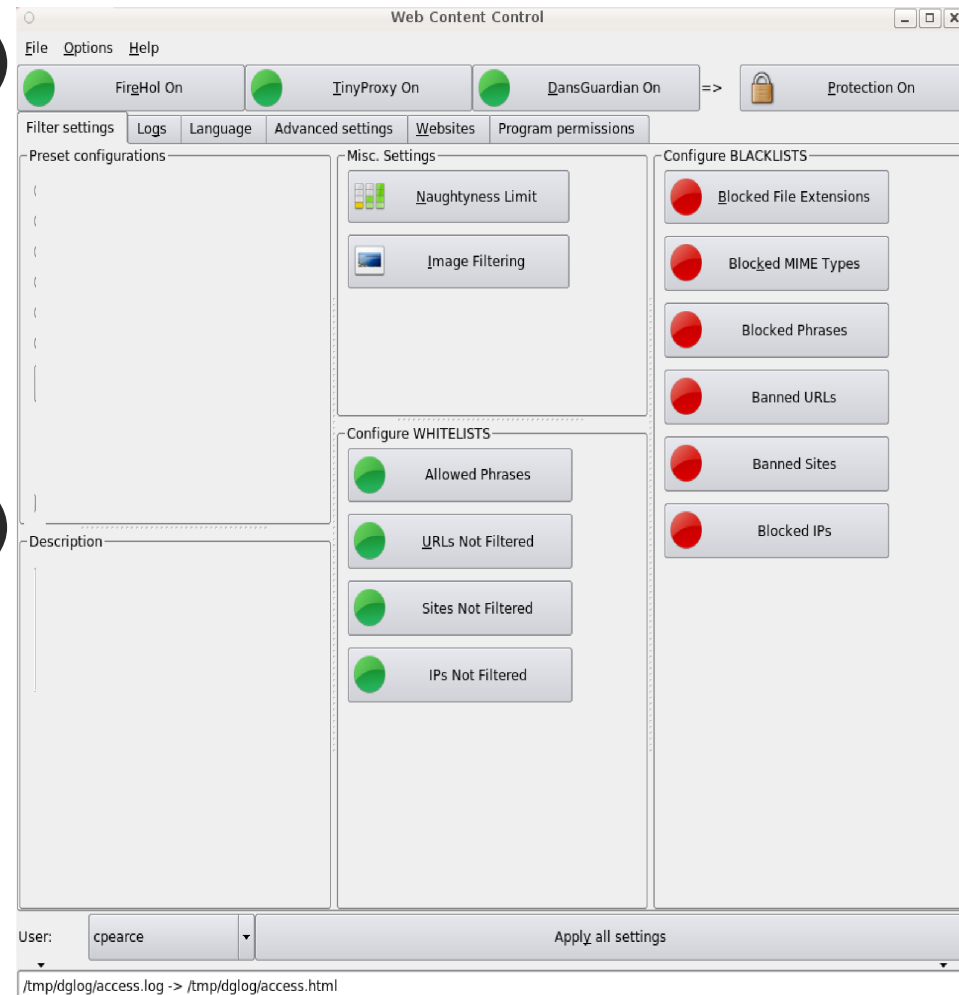 Web Content Control
File Options Help
FireHol On
TinyProxy On
DansGuardian On
=>
Protection On
Filter settings
Logs
Language
Advanced settings
Websites
Program permissions
Preset configurations
Description
Misc. Settings
Naughtyness Limit
Image Filtering
Configure WHITELISTS
Allowed Phrases
URLs Not Filtered
Sites Not Filtered
IPs Not Filtered
Configure BLACKLISTS
Blocked File Extensions
Blocked MIME Types
Blocked Phrases
Banned URLs
Banned Sites
Blocked IPs
User:
cpearce
Apply all settings
/tmp/dglog/access.log -> /tmp/dglog/access.html